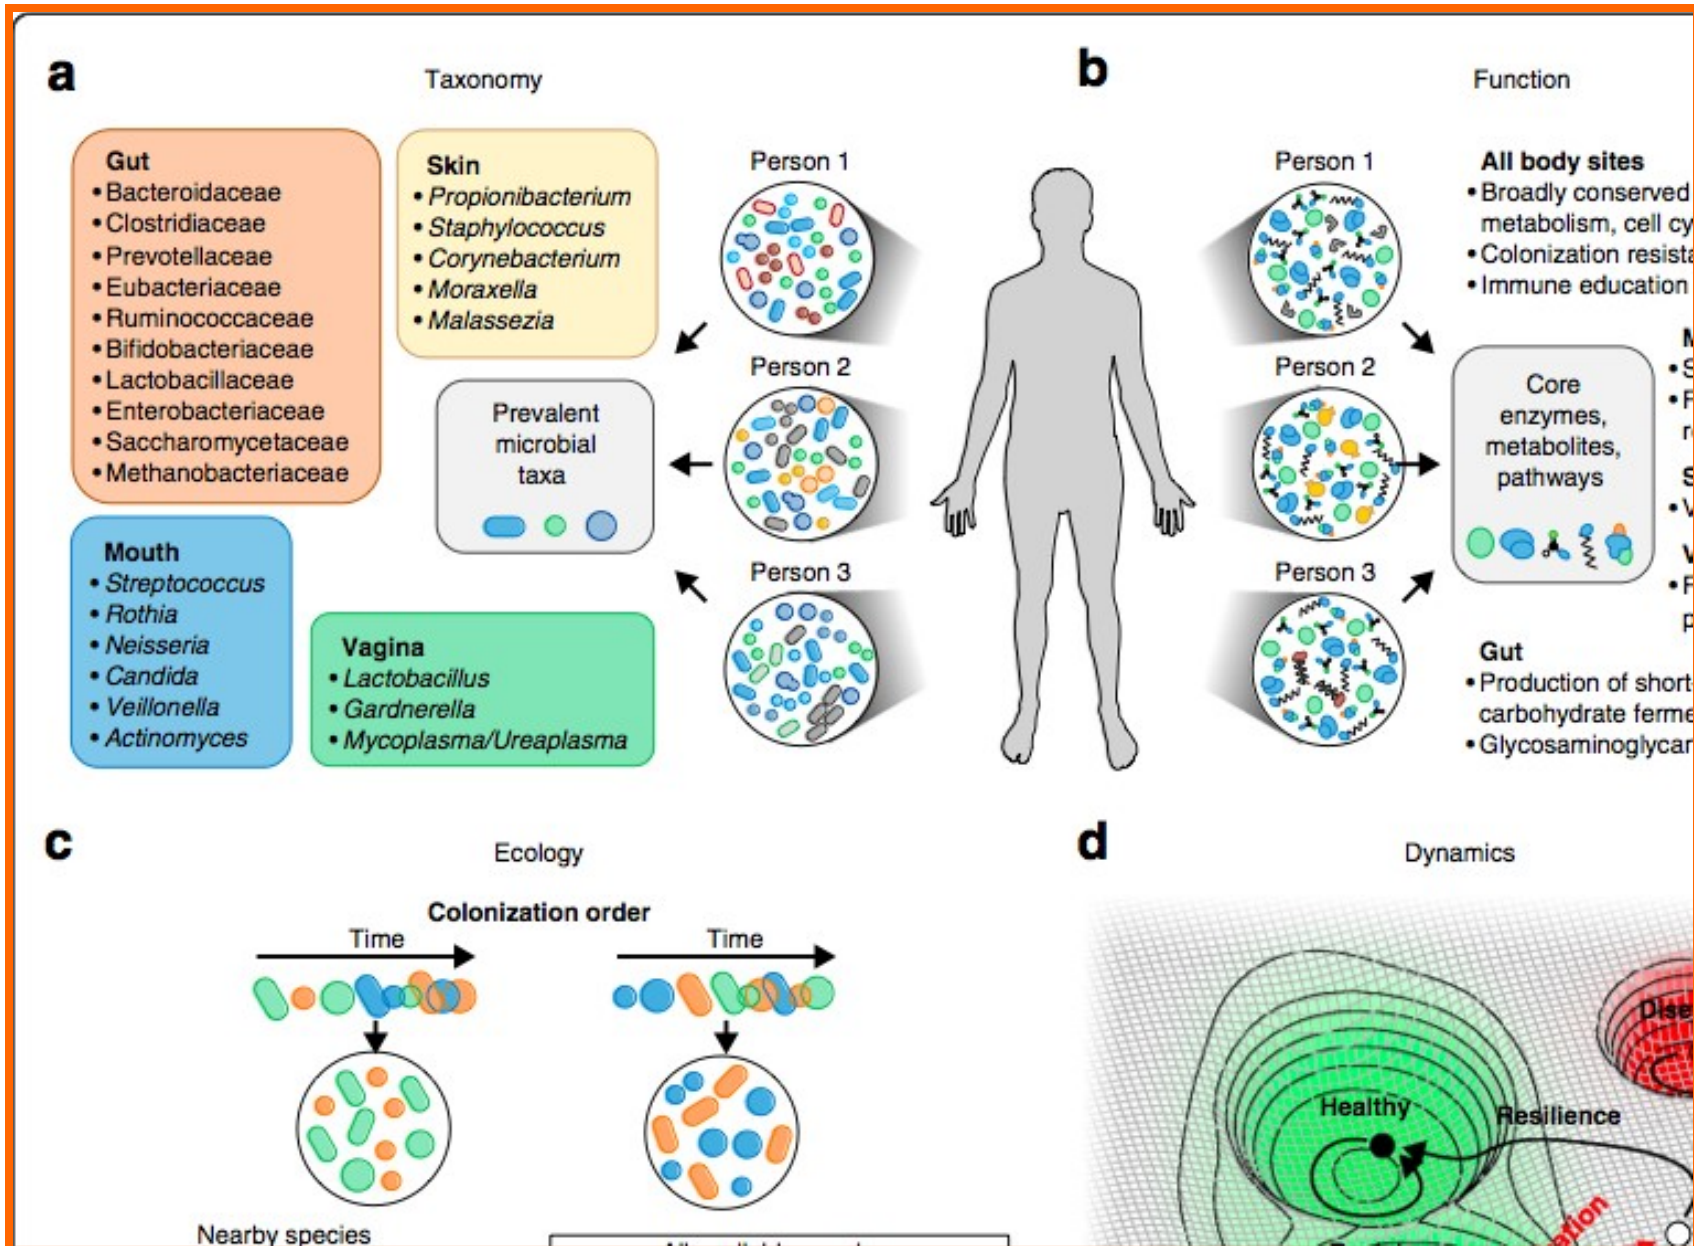 a
Taxonomy
Gut
• Bacteroidaceae
• Clostridiaceae
• Prevotellaceae
• Eubacteriaceae
• Ruminococcaceae
• Bifidobacteriaceae
• Lactobacillaceae
• Enterobacteriaceae
• Saccharomycetaceae
• Methanobacteriaceae
Skin
• Propionibacterium
• Staphylococcus
• Corynebacterium
• Moraxella
• Malassezia
Prevalent
microbial
taxa
Mouth
• Streptococcus
• Rothia
• Neisseria
• Candida
• Veillonella
• Actinomyces
Vagina
• Lactobacillus
• Gardnerella
• Mycoplasma/Ureaplasma
Person 1
Person 2
Person 3
b
Function
Person 1
Person 2
Person 3
All body sites
• Broadly conserved
metabolism, cell cy
• Colonization resista
• Immune education
Core
enzymes,
metabolites,
pathways
M
• S
• F
r
S
• V
V
• F
p
Gut
• Production of short
carbohydrate ferme
• Glycosaminoglycan
c
Ecology
Colonization order
Time
Time
Nearby species
d
Dynamics
Dise
Healthy
Resilience
ation